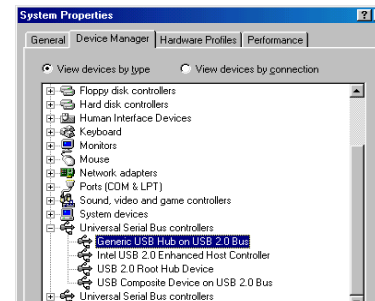 System Properties
General Device Manager Hardware Profiles Performance
View devices by type View devices by connection
Floppy disk controllers
Hard disk controllers
Human Interface Devices
Keyboard
Monitors
Mouse
Network adapters
Ports (COM & LPT)
Sound, video and game controllers
System devices
Universal Serial Bus controllers
Generic USB Hub on USB 2.0 Bus
Intel USB 2.0 Enhanced Host Controller
USB 2.0 Root Hub Device
USB Composite Device on USB 2.0 Bus
Universal Serial Bus controllers